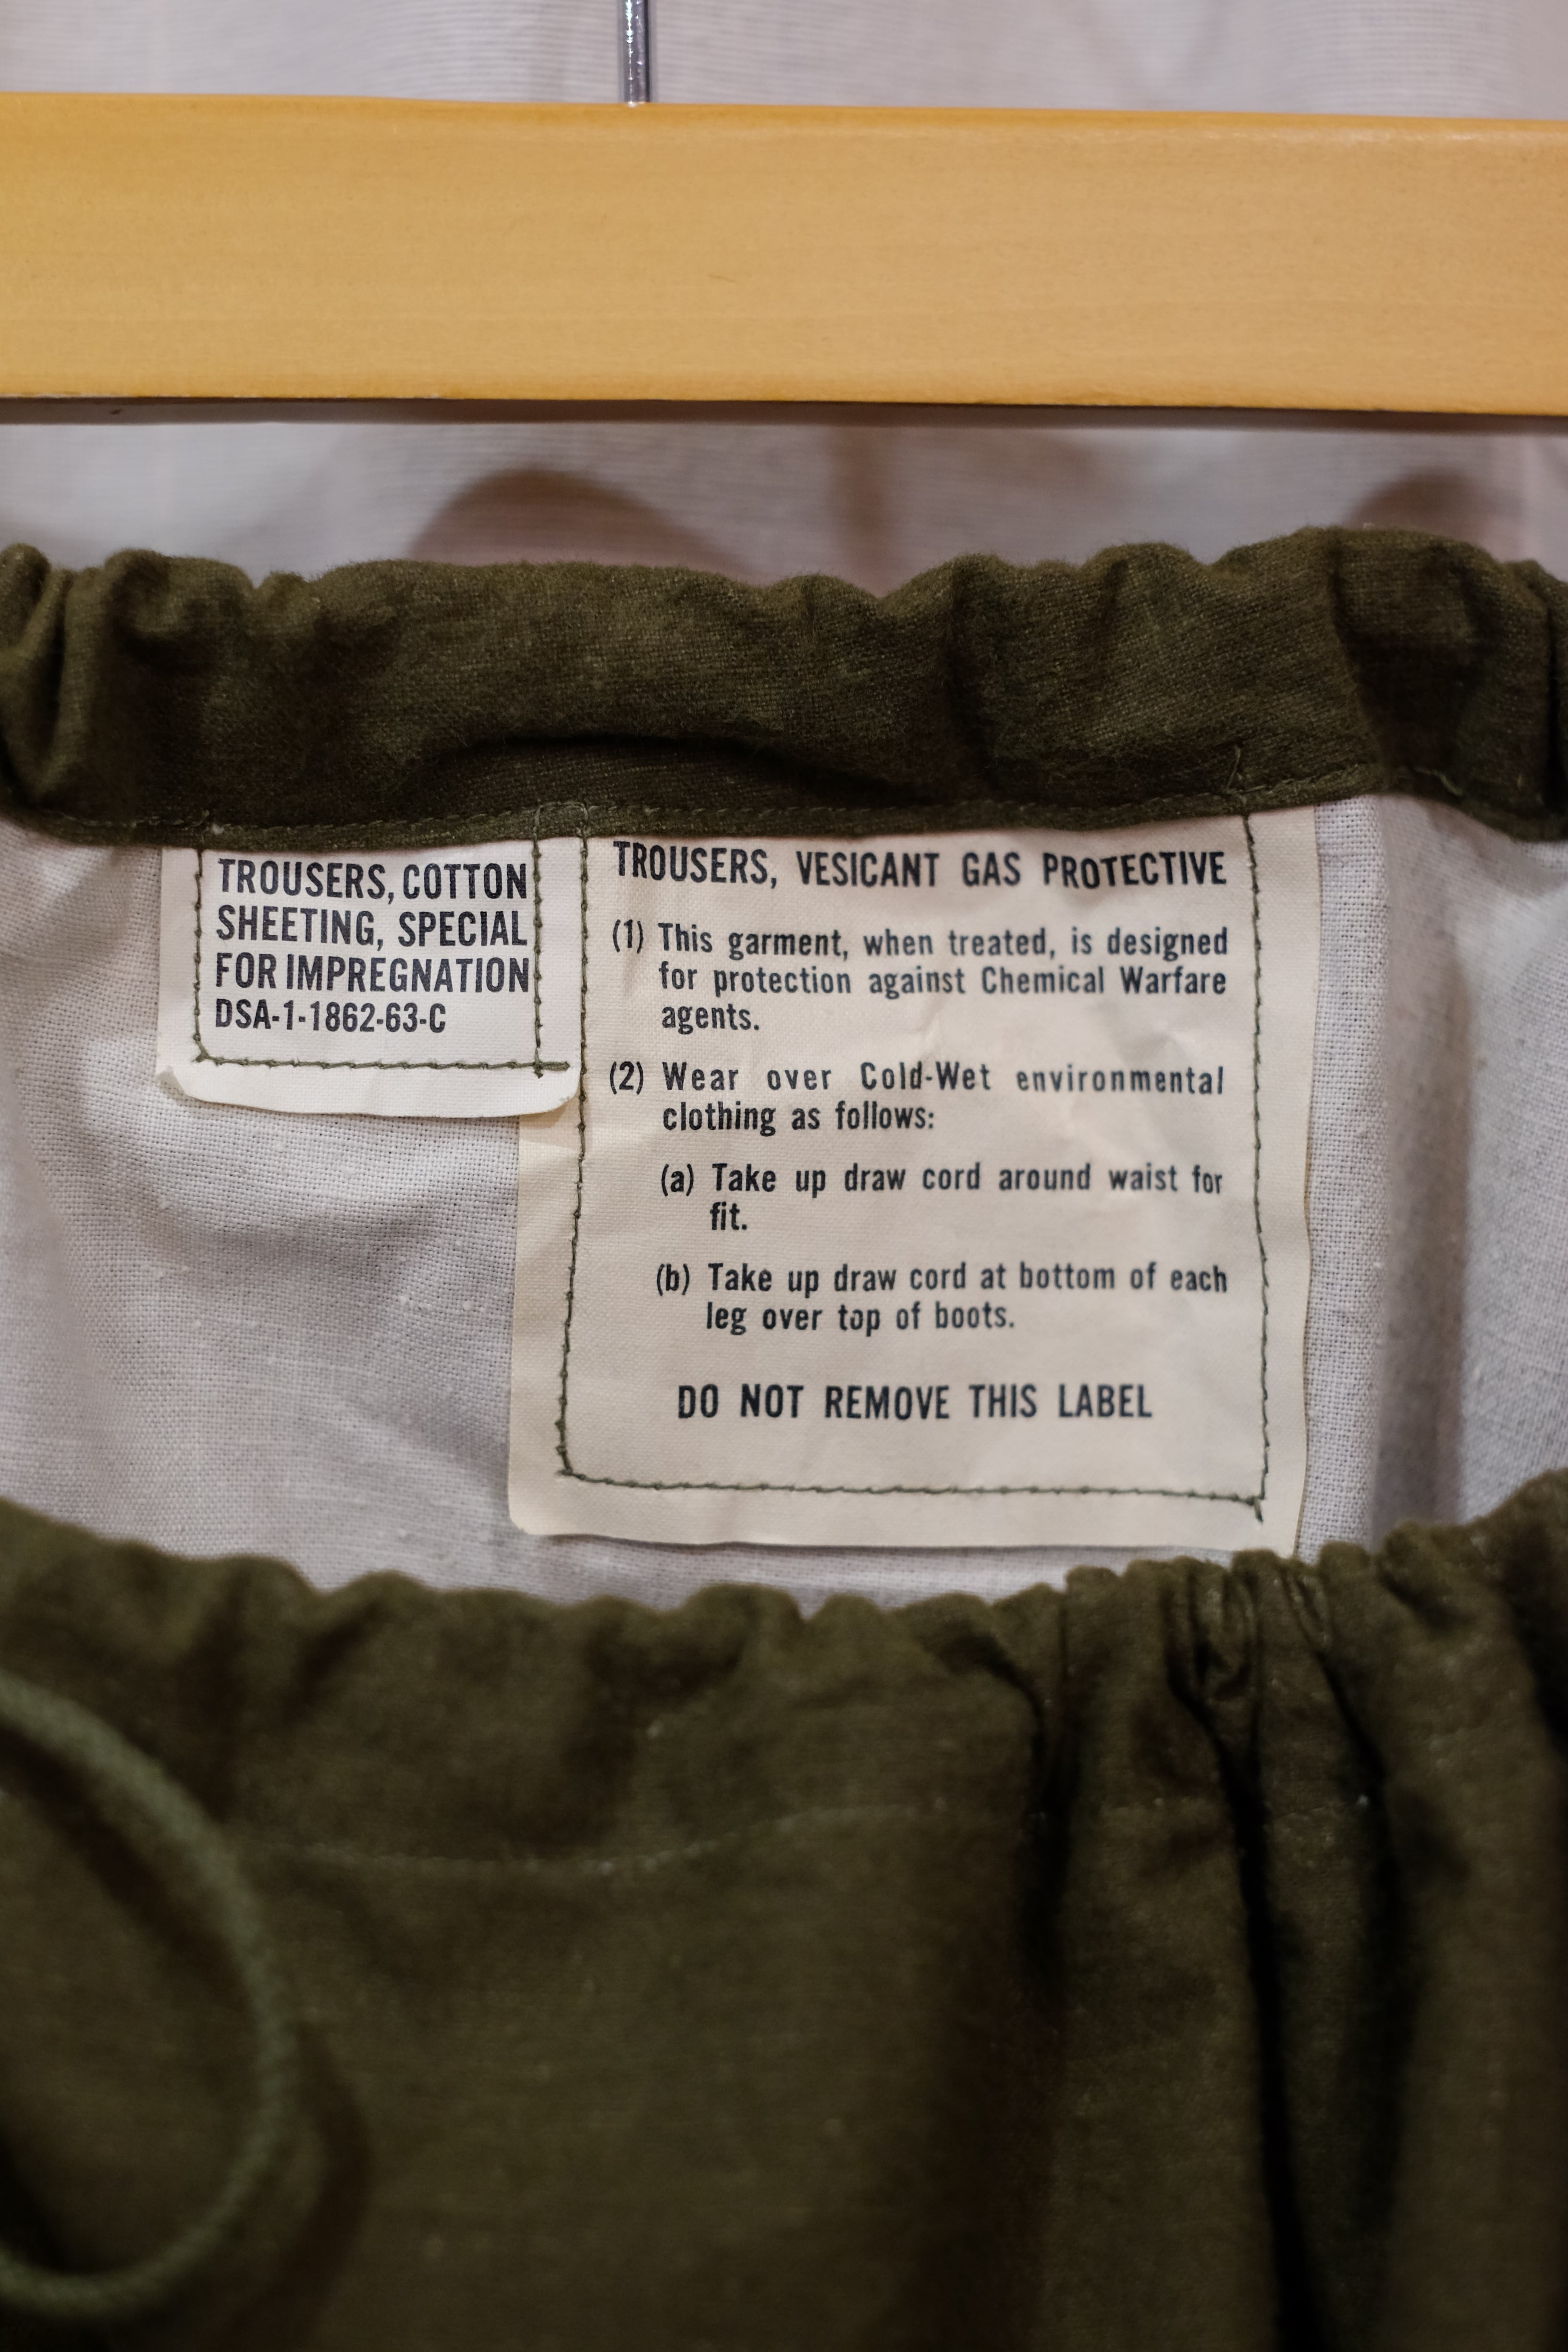 TROUSERS, COTTON
SHEETING, SPECIAL
FOR IMPREGNATION
DSA-1-1862-63-C
TROUSERS, VESICANT GAS PROTECTIVE
(1) This garment, when treated, is designed
for protection against Chemical Warfare
agents.
(2) Wear over Cold-Wet environmental
clothing as follows:
(a) Take up draw cord around waist for
fit.
(b) Take up draw cord at bottom of each
leg over top of boots.
DO NOT REMOVE THIS LABEL